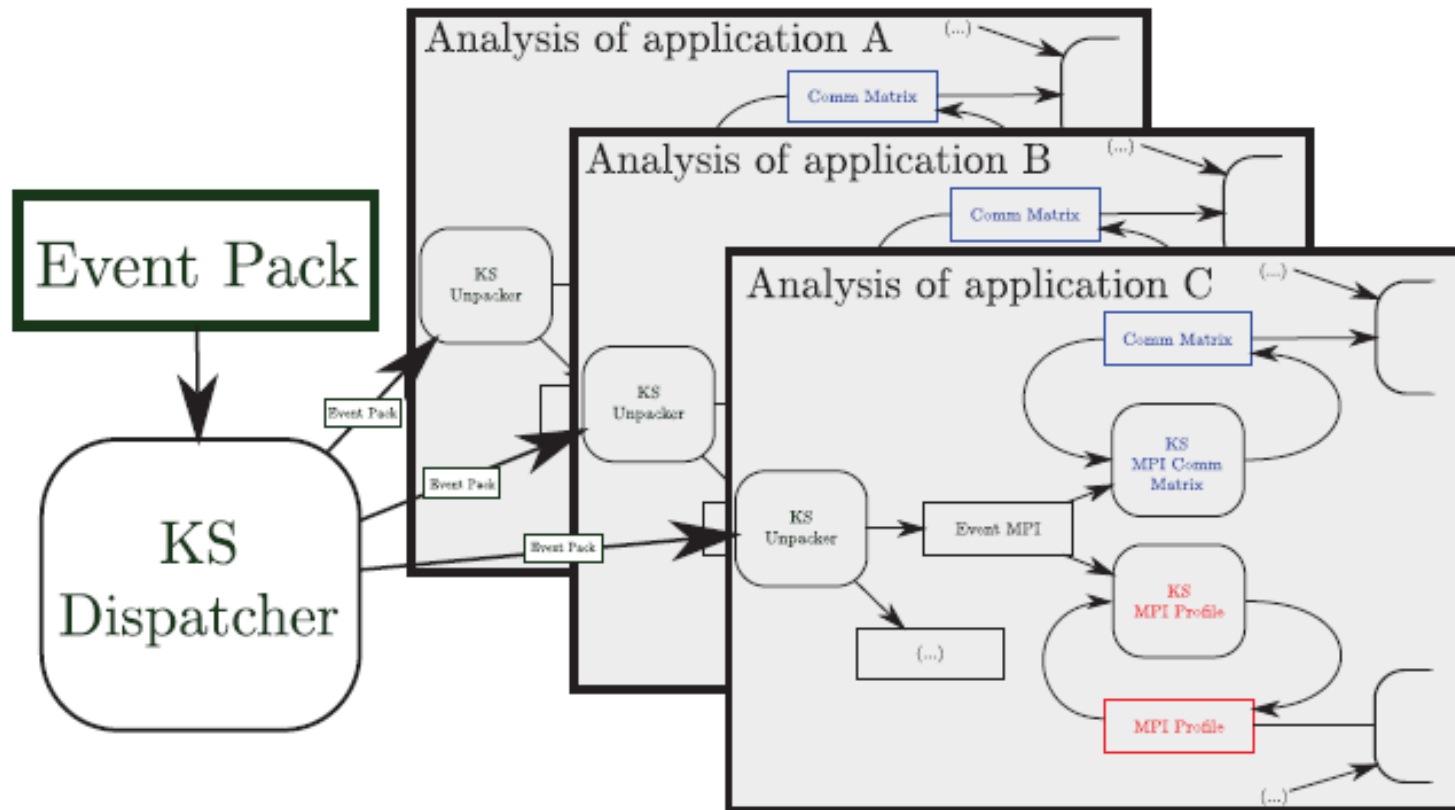 Analysis of application A
(...)
Comm Matrix
Analysis of application B
(...)
Comm Matrix
Event Pack
KS
Unpacker
Analysis of application C
(...)
Comm Matrix
KS
Unpacker
Event Pack
KS
MPI Comm
Matrix
Event Pack
KS
Unpacker
Event MPI
Event Pack
KS
Dispatcher
KS
MPI Profile
(...)
MPI Profile
(...)